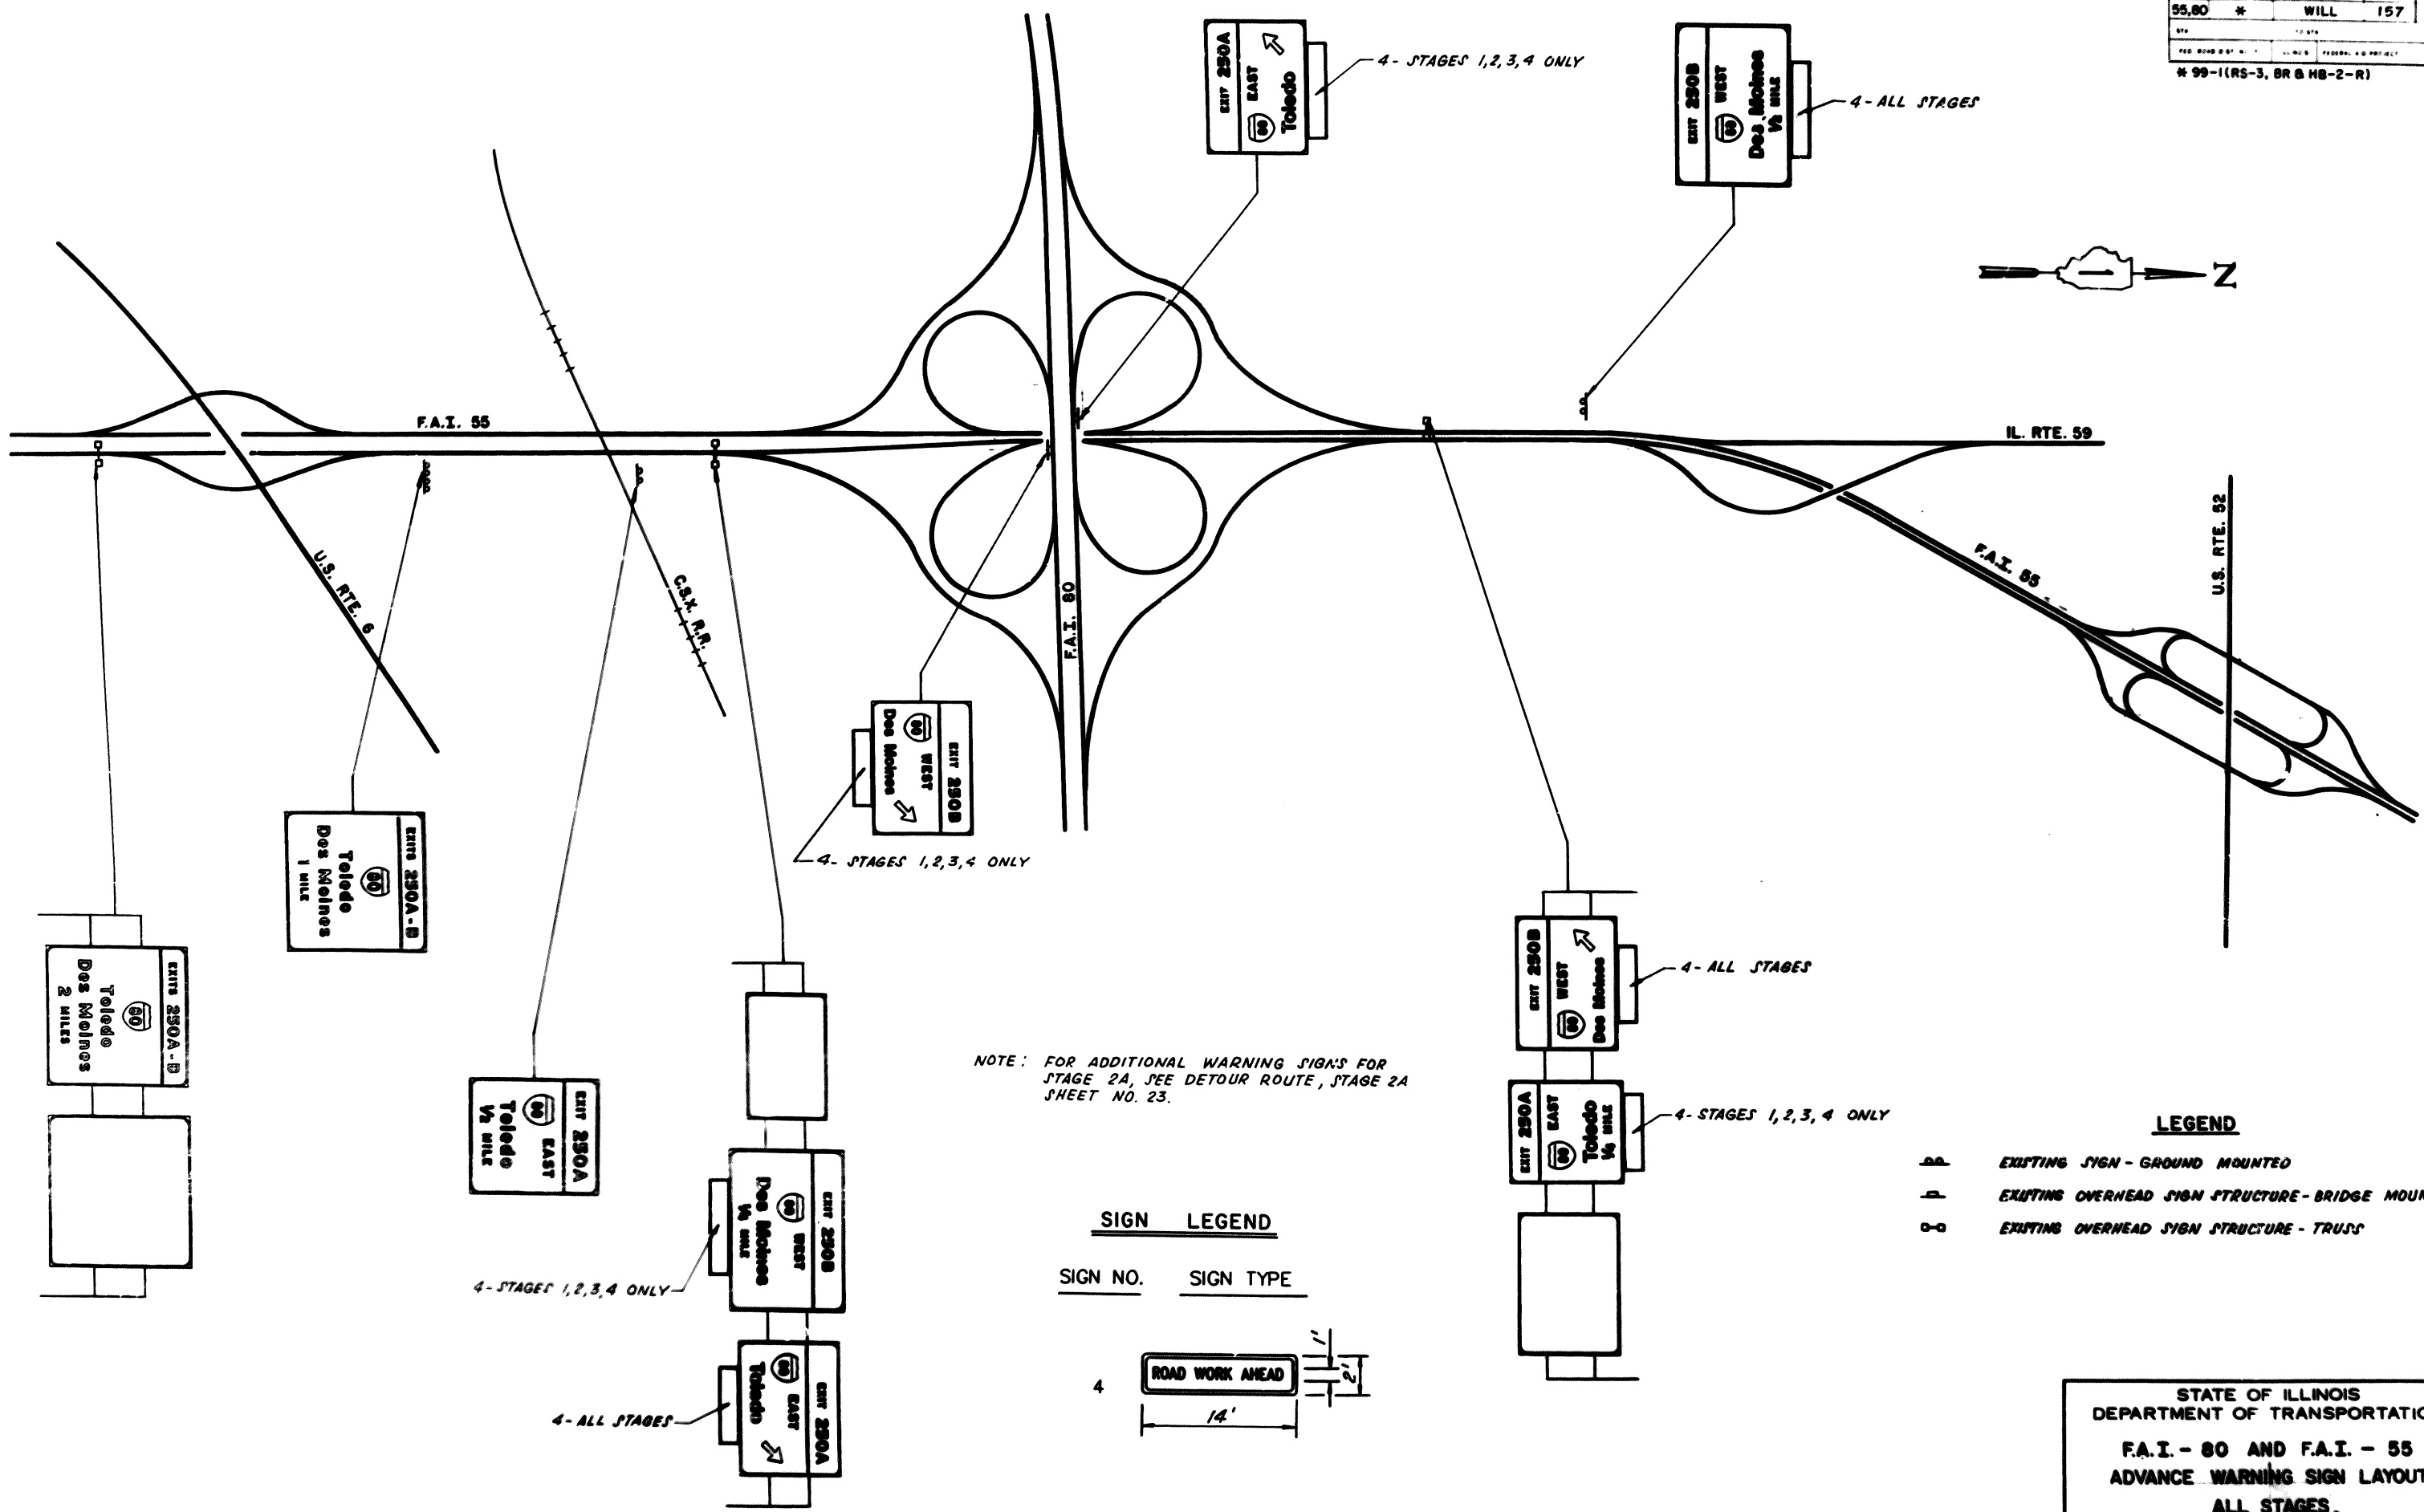 55,80 * WILL 157
* 99-1(RS-3, BR & HB-2-R)
EXIT 250A
EAST
80
Toledo
4- STAGES 1,2,3,4 ONLY
EXIT 250B
WEST
80
Des Moines
1/2 MILE
4- ALL STAGES
N
F.A.I. 55
IL. RTE. 59
U.S. RTE. 6
C.S.X. R.R.
F.A.I. 80
F.A.I. 55
U.S. RTE. 52
EXIT 250B
WEST
80
Des Moines
4- STAGES 1,2,3,4 ONLY
EXITS 250A-B
80
Toledo
Des Moines
1 MILE
EXITS 250A-B
80
Toledo
Des Moines
2 MILES
EXIT 250A
80 EAST
Toledo
1/2 MILE
EXIT 250B
80 WEST
Des Moines
MILE
4- STAGES 1,2,3,4 ONLY
EXIT 250A
80 EAST
Toledo
4- ALL STAGES
EXIT 250B
WEST 80
Des Moines
4- ALL STAGES
EXIT 250A
EAST 80
Toledo
1/4 MILE
4- STAGES 1,2,3,4 ONLY
NOTE: FOR ADDITIONAL WARNING SIGNS FOR
STAGE 2A, SEE DETOUR ROUTE, STAGE 2A
SHEET NO. 23.
SIGN LEGEND
SIGN NO. SIGN TYPE
4 ROAD WORK AHEAD
1'
2'
14'
LEGEND
EXISTING SIGN - GROUND MOUNTED
EXISTING OVERHEAD SIGN STRUCTURE - BRIDGE MOUN
EXISTING OVERHEAD SIGN STRUCTURE - TRUSS
STATE OF ILLINOIS
DEPARTMENT OF TRANSPORTATIO
F.A.I. - 80 AND F.A.I. - 55
ADVANCE WARNING SIGN LAYOUT
ALL STAGES